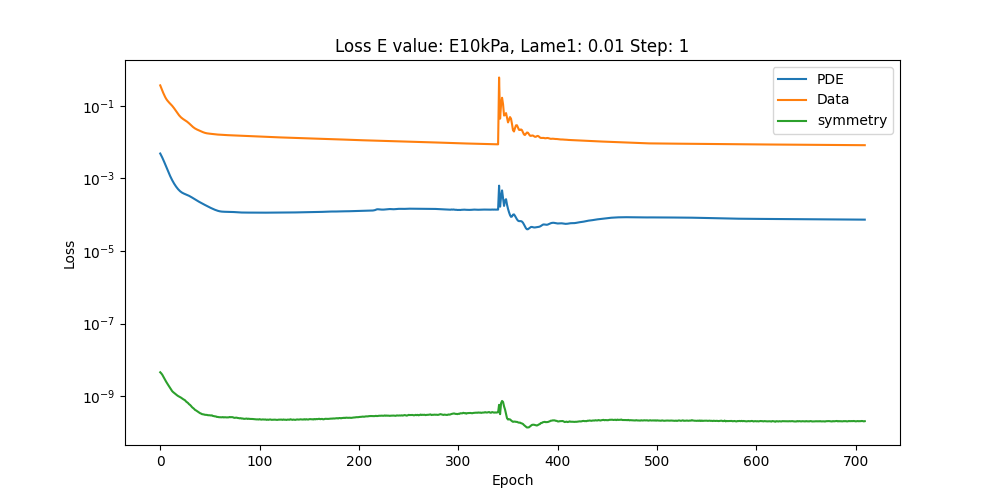 Loss E value: E10kPa, Lame1: 0.01 Step: 1
PDE
Data
symmetry
Loss
10⁻¹
10⁻³
10⁻⁵
10⁻⁷
10⁻⁹
0 100 200 300 400 500 600 700
Epoch